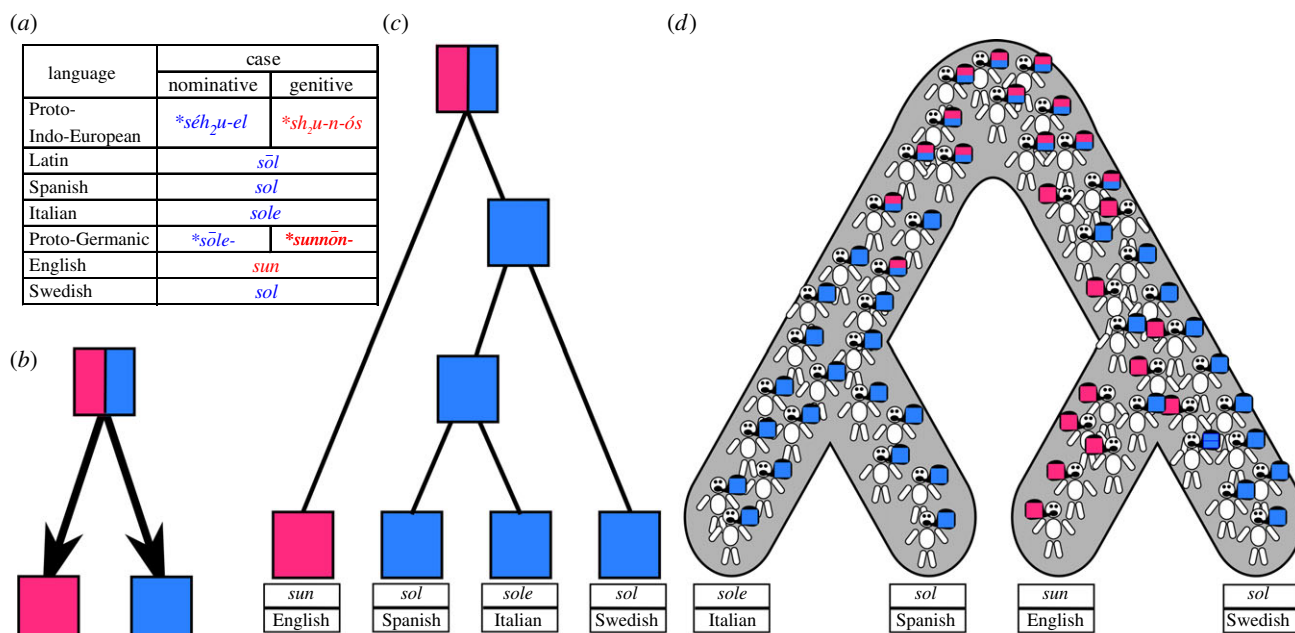 (a)
language
case
nominative genitive
Proto-
Indo-European
*séh₂u-el
*sh₂u-n-ós
Latin sōl
Spanish sol
Italian sole
Proto-Germanic *sōle- *sunnōn-
English sun
Swedish sol
(b)
(c)
sun sol sole sol
English Spanish Italian Swedish
(d)
sole sol sun sol
Italian Spanish English Swedish